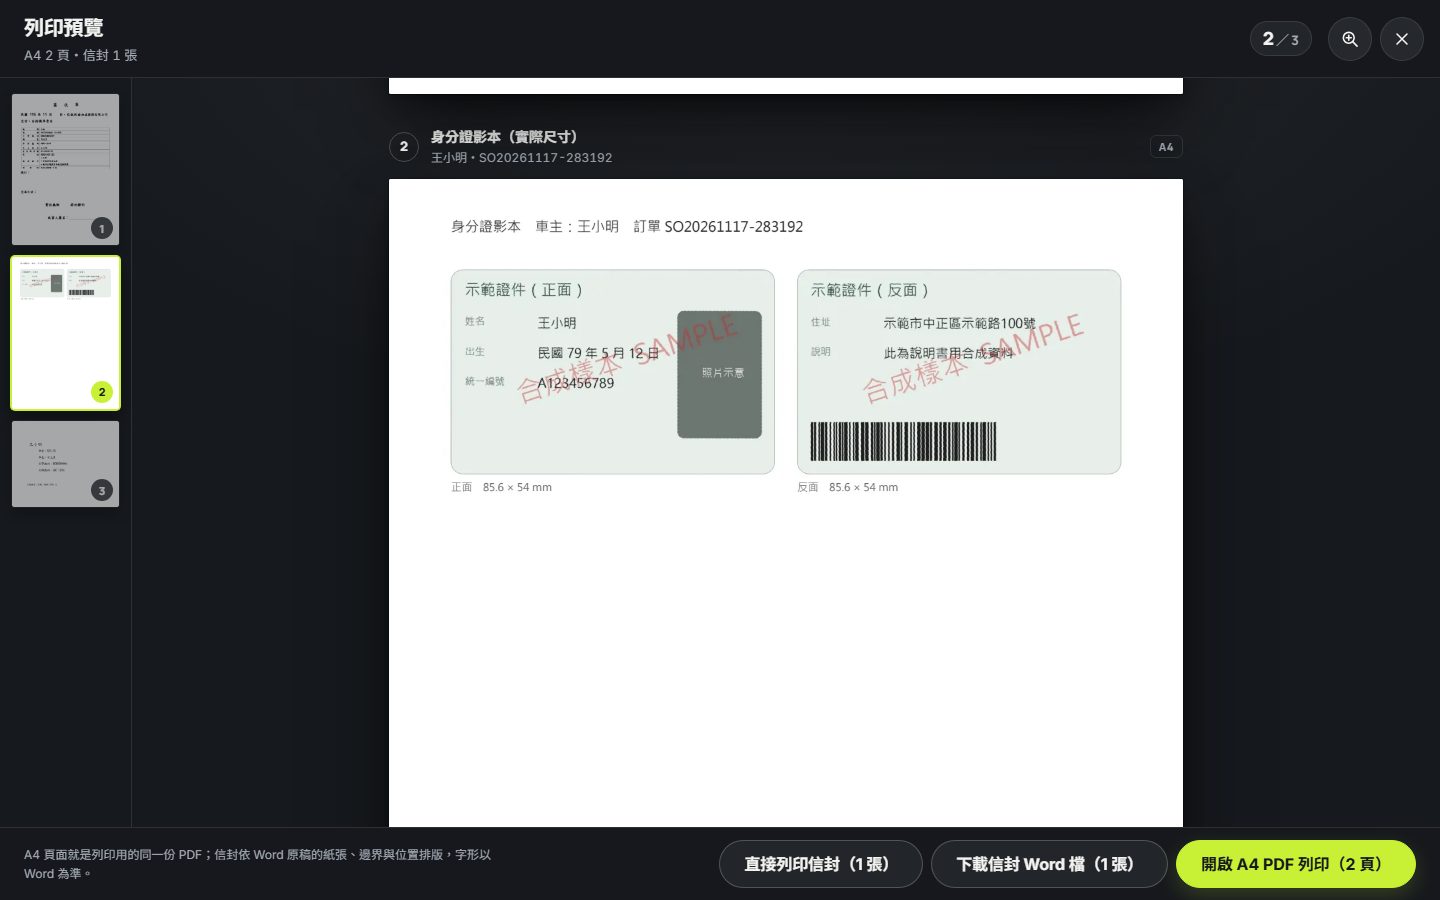 列印預覽
A4 2 頁・信封 1 張
2／3
1
2
3
2
身分證影本（實際尺寸）
王小明・SO20261117-283192
A4
身分證影本　車主：王小明　訂單 SO20261117-283192
示範證件（正面）
姓名 王小明
出生 民國 79 年 5 月 12 日
統一編號 A123456789
照片示意
合成樣本 SAMPLE
正面　85.6 × 54 mm
示範證件（反面）
住址 示範市中正區示範路100號
說明 此為說明書用合成資料
合成樣本 SAMPLE
反面　85.6 × 54 mm
A4 頁面就是列印用的同一份 PDF；信封依 Word 原稿的紙張、邊界與位置排版，字形以
Word 為準。
直接列印信封（1 張）
下載信封 Word 檔（1 張）
開啟 A4 PDF 列印（2 頁）